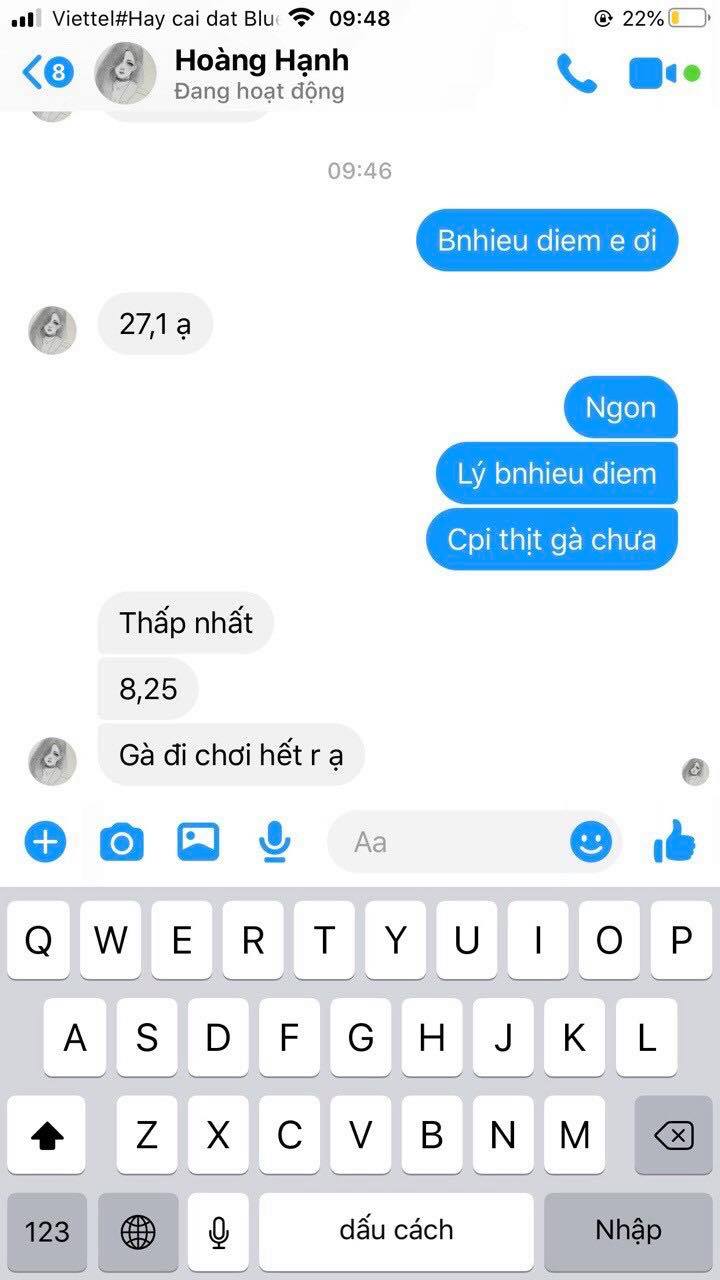 Viettel#Hay cai dat Blu 09:48 22%
8 Hoàng Hạnh
Đang hoạt động
09:46
Bnhieu diem e ơi
27,1 ạ
Ngon
Lý bnhieu diem
Cpi thịt gà chưa
Thấp nhất
8,25
Gà đi chơi hết r ạ
Aa
Q W E R T Y U I O P
A S D F G H J K L
Z X C V B N M
123 dấu cách Nhập